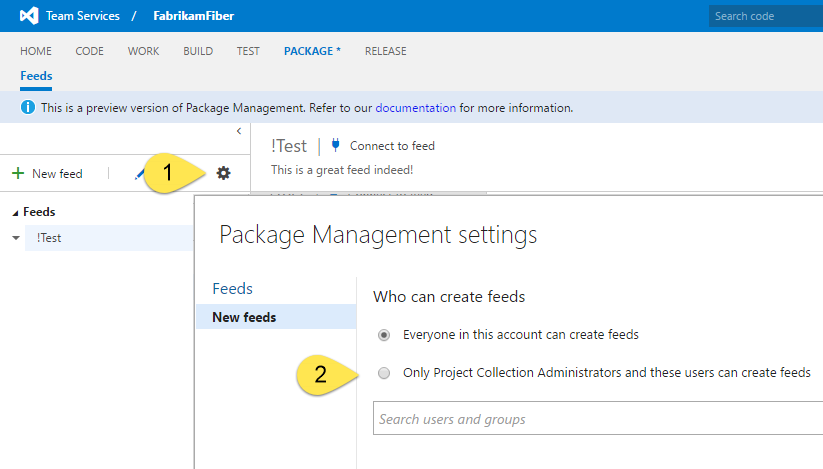 Team Services / FabrikamFiber Search code
HOME CODE WORK BUILD TEST PACKAGE * RELEASE
Feeds
This is a preview version of Package Management. Refer to our documentation for more information.
!Test | Connect to feed
This is a great feed indeed!
+ New feed
1
Feeds
!Test
Package Management settings
Feeds
New feeds
Who can create feeds
Everyone in this account can create feeds
2
Only Project Collection Administrators and these users can create feeds
Search users and groups